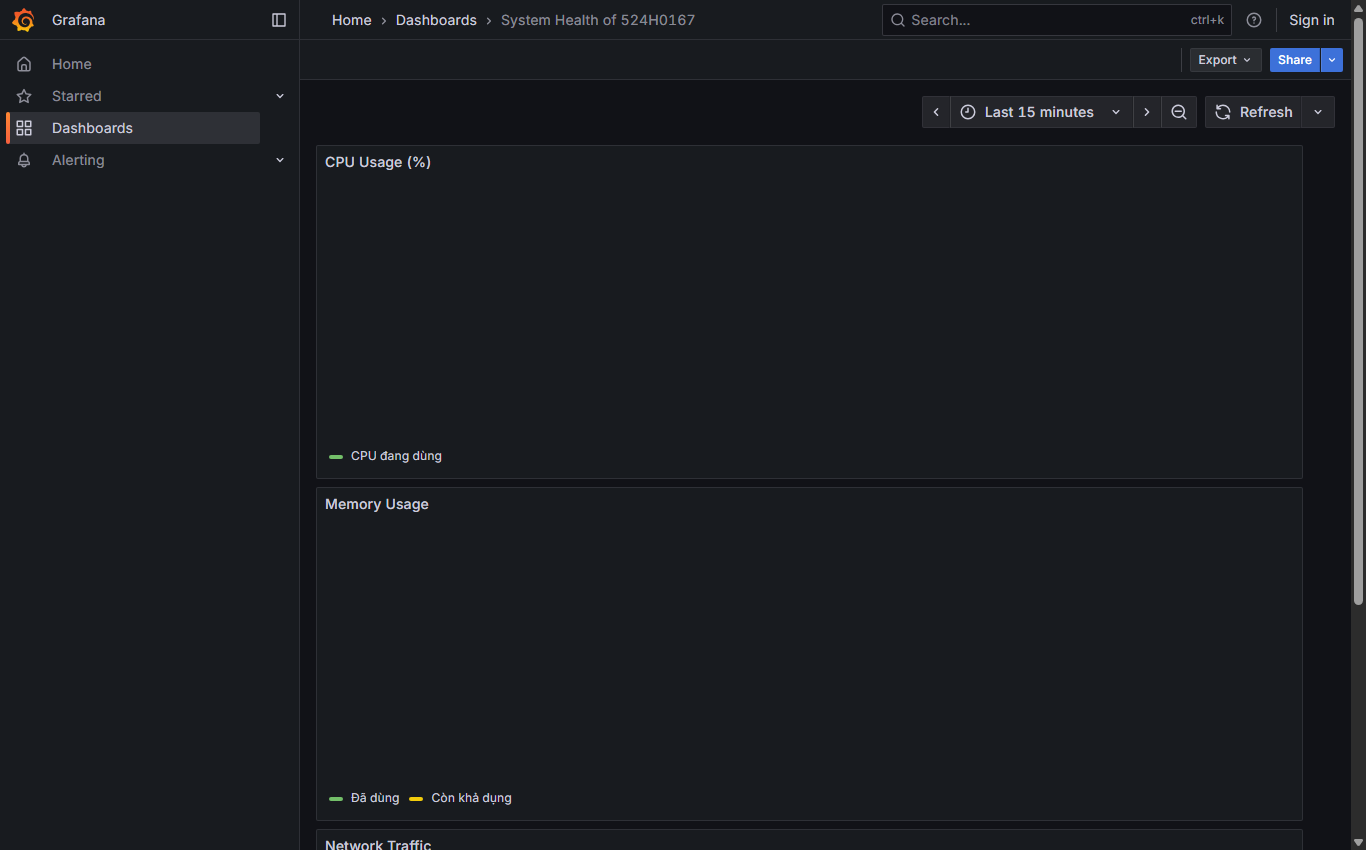 Grafana
Home
Starred
Dashboards
Alerting
Home › Dashboards › System Health of 524H0167
Search...
ctrl+k
Sign in
Export
Share
Last 15 minutes
Refresh
CPU Usage (%)
CPU đang dùng
Memory Usage
Đã dùng Còn khả dụng
Network Traffic